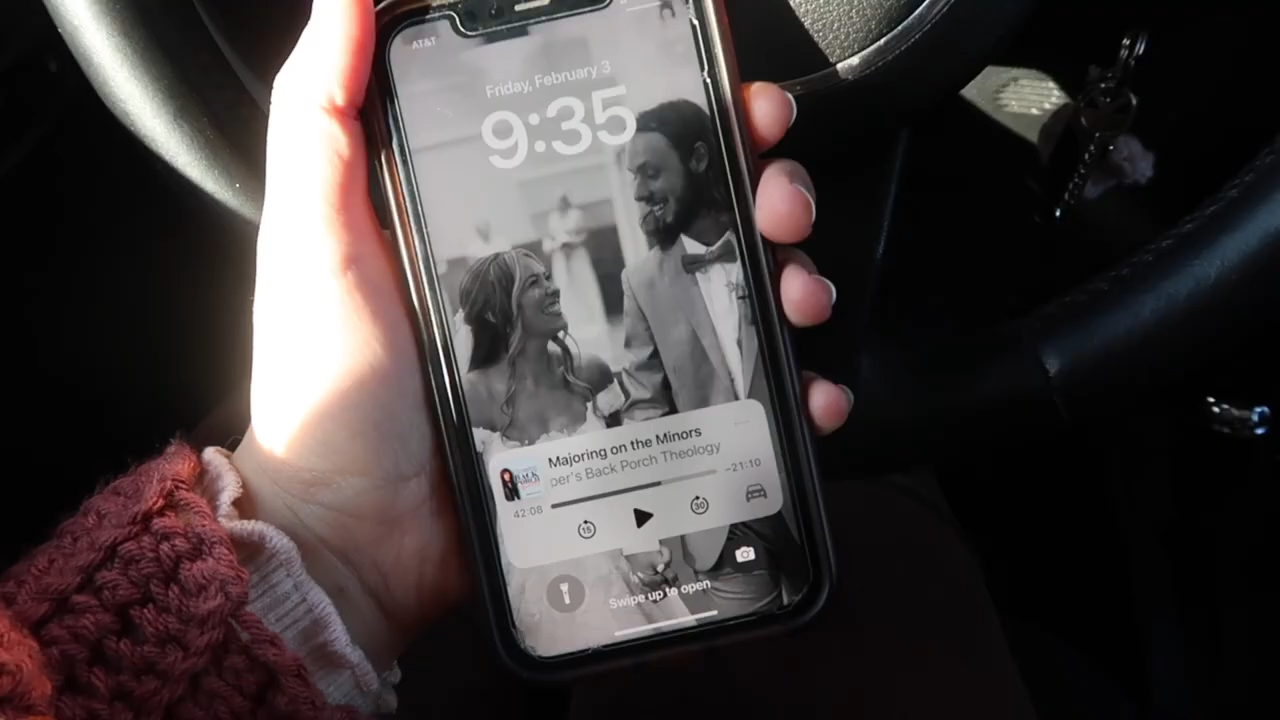 AT&T
Friday, February 3
9:35
Majoring on the Minors
per's Back Porch Theology
42:08
-21:10
15
30
Swipe up to open